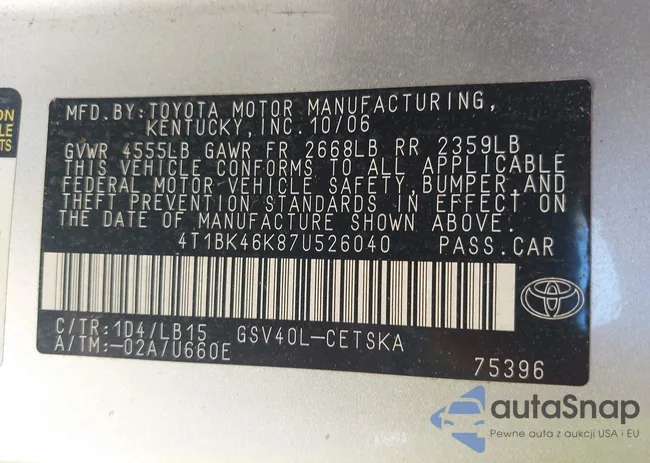 ON
LE
TS
MFD.BY:TOYOTA MOTOR MANUFACTURING,
KENTUCKY,INC.10/06
GVWR 4555LB GAWR FR 2668LB RR 2359LB
THIS VEHICLE CONFORMS TO ALL APPLICABLE
FEDERAL MOTOR VEHICLE SAFETY,BUMPER,AND
THEFT PREVENTION STANDARDS IN EFFECT ON
THE DATE OF MANUFACTURE SHOWN ABOVE.
4T1BK46K87U526040 PASS.CAR
C/TR:1D4/LB15 GSV40L-CETSKA
A/TM:-02A/U660E
75396
autaSnap
Pewne auta z aukcji USA i EU